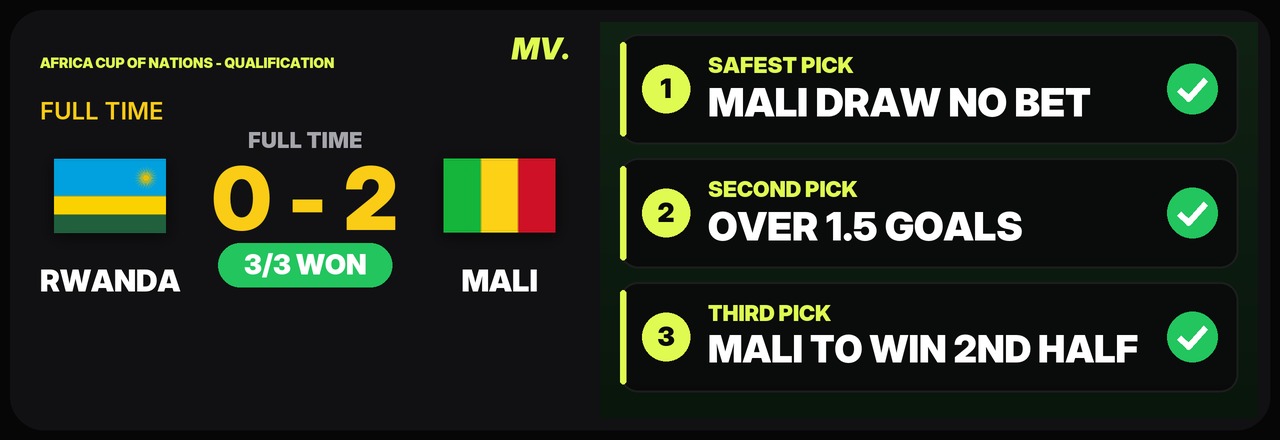 AFRICA CUP OF NATIONS - QUALIFICATION
MV.
FULL TIME
FULL TIME
0 - 2
3/3 WON
RWANDA
MALI
1
SAFEST PICK
MALI DRAW NO BET
2
SECOND PICK
OVER 1.5 GOALS
3
THIRD PICK
MALI TO WIN 2ND HALF